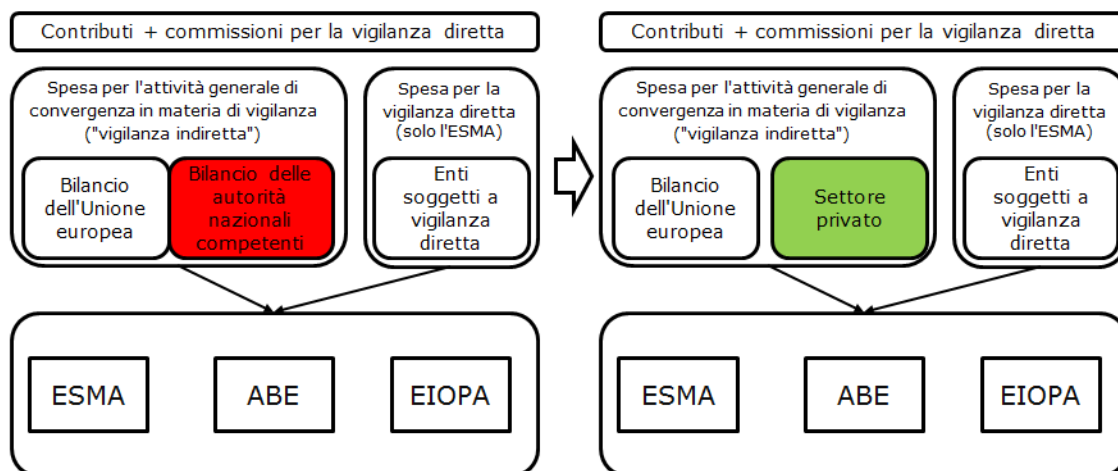 Contributi + commissioni per la vigilanza diretta
Spesa per l'attività generale di
convergenza in materia di vigilanza
("vigilanza indiretta")
Bilancio
dell'Unione
europea
Bilancio delle
autorità
nazionali
competenti
Spesa per la
vigilanza diretta
(solo l'ESMA)
Enti
soggetti a
vigilanza
diretta
ESMA
ABE
EIOPA
Contributi + commissioni per la vigilanza diretta
Spesa per l'attività generale di
convergenza in materia di vigilanza
("vigilanza indiretta")
Bilancio
dell'Unione
europea
Settore
privato
Spesa per la
vigilanza diretta
(solo l'ESMA)
Enti
soggetti a
vigilanza
diretta
ESMA
ABE
EIOPA